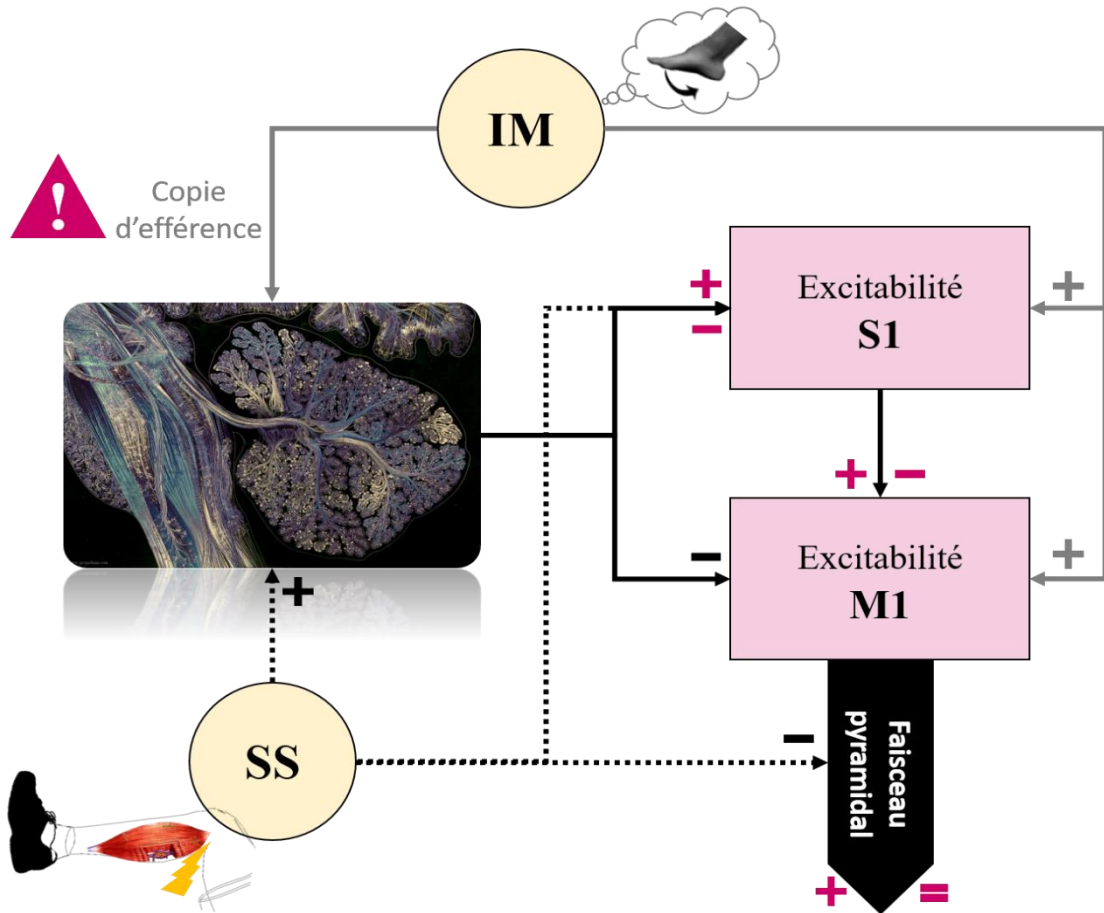 IM
!
Copie
d'efférence
+
−
Excitabilité
S1
+
+ −
−
Excitabilité
M1
+
+
SS
−
Faisceau
pyramidal
+ =